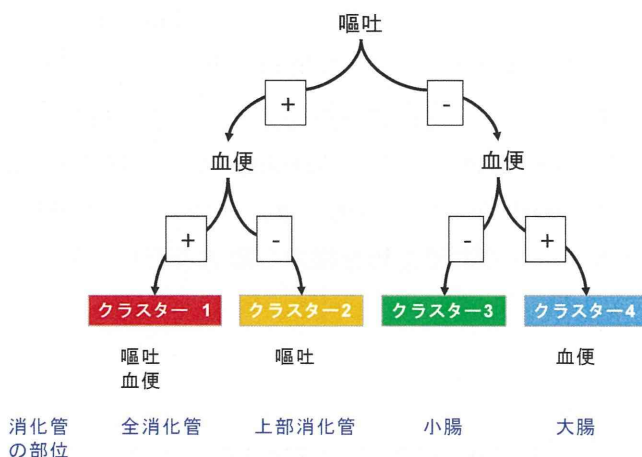 嘔吐
+
-
血便
血便
+
-
-
+
クラスター 1
クラスター2
クラスター3
クラスター4
嘔吐
血便
嘔吐
血便
消化管
の部位
全消化管
上部消化管
小腸
大腸